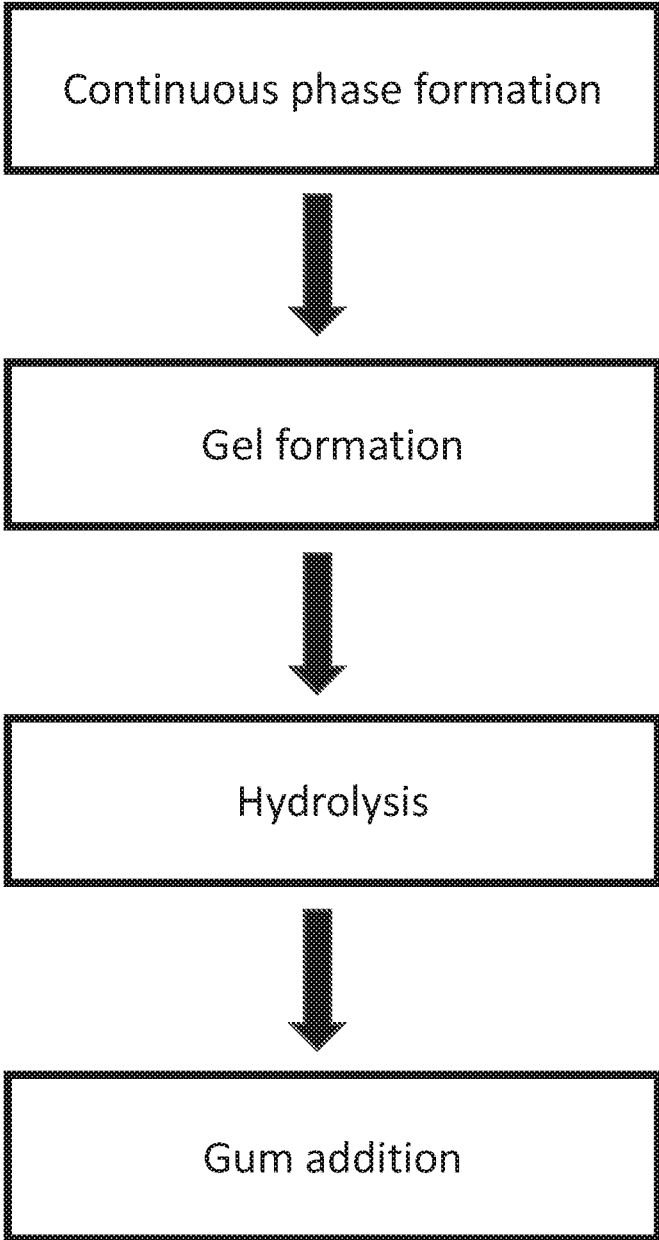 Continuous phase formation
Gel formation
Hydrolysis
Gum addition